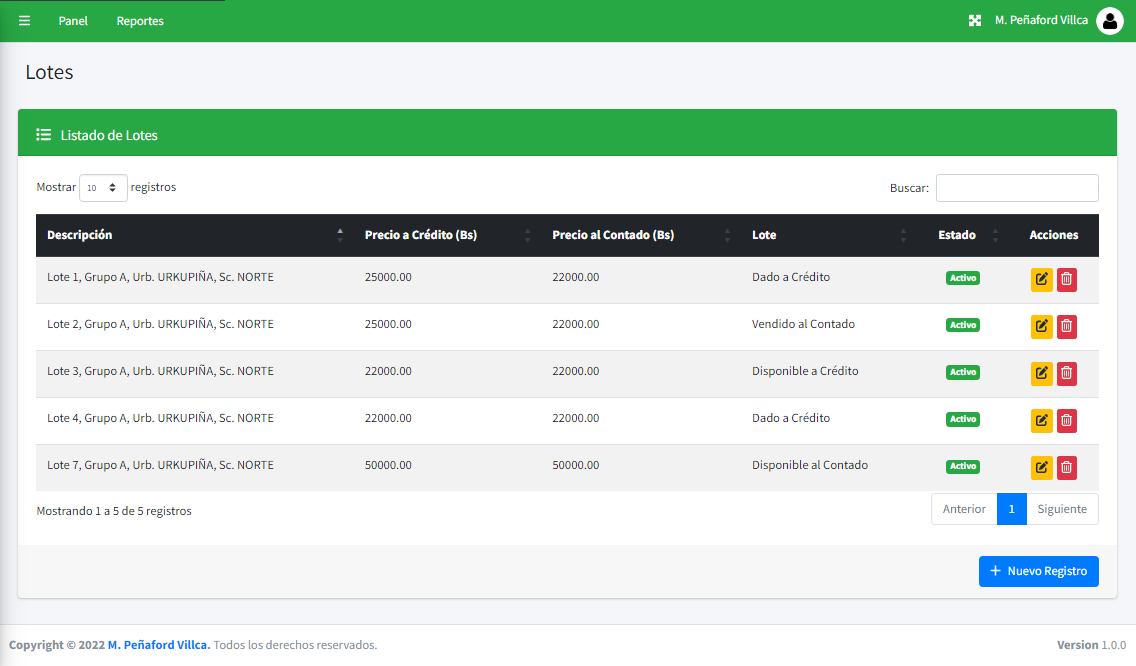 Panel Reportes M. Peñaford Villca
Lotes
Listado de Lotes
Mostrar 10 registros Buscar:
Descripción Precio a Crédito (Bs) Precio al Contado (Bs) Lote Estado Acciones
Lote 1, Grupo A, Urb. URKUPIÑA, Sc. NORTE 25000.00 22000.00 Dado a Crédito Activo
Lote 2, Grupo A, Urb. URKUPIÑA, Sc. NORTE 25000.00 22000.00 Vendido al Contado Activo
Lote 3, Grupo A, Urb. URKUPIÑA, Sc. NORTE 22000.00 22000.00 Disponible a Crédito Activo
Lote 4, Grupo A, Urb. URKUPIÑA, Sc. NORTE 22000.00 22000.00 Dado a Crédito Activo
Lote 7, Grupo A, Urb. URKUPIÑA, Sc. NORTE 50000.00 50000.00 Disponible al Contado Activo
Mostrando 1 a 5 de 5 registros Anterior 1 Siguiente
Nuevo Registro
Copyright © 2022 M. Peñaford Villca. Todos los derechos reservados. Version 1.0.0